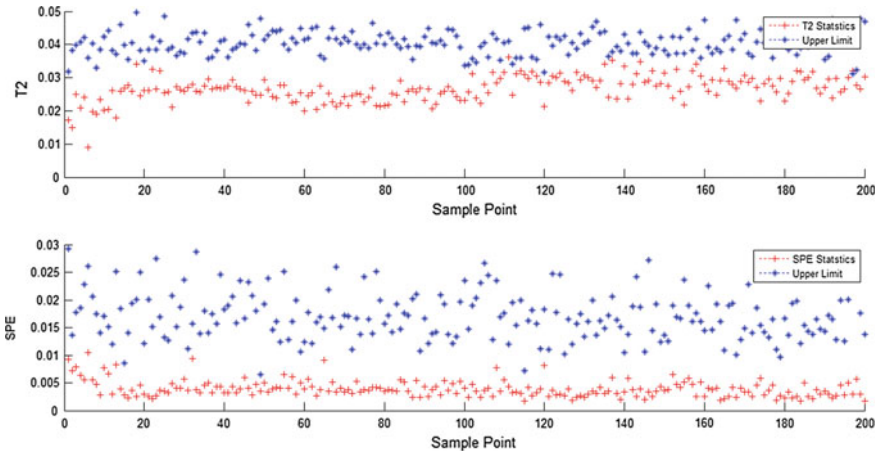 0.05
0.04
0.03
0.02
0.01
0
T2
T2 Statstics
Upper Limit
0 20 40 60 80 100 120 140 160 180 200
Sample Point
0.03
0.025
0.02
0.015
0.01
0.005
0
SPE
SPE Statstics
Upper Limit
0 20 40 60 80 100 120 140 160 180 200
Sample Point